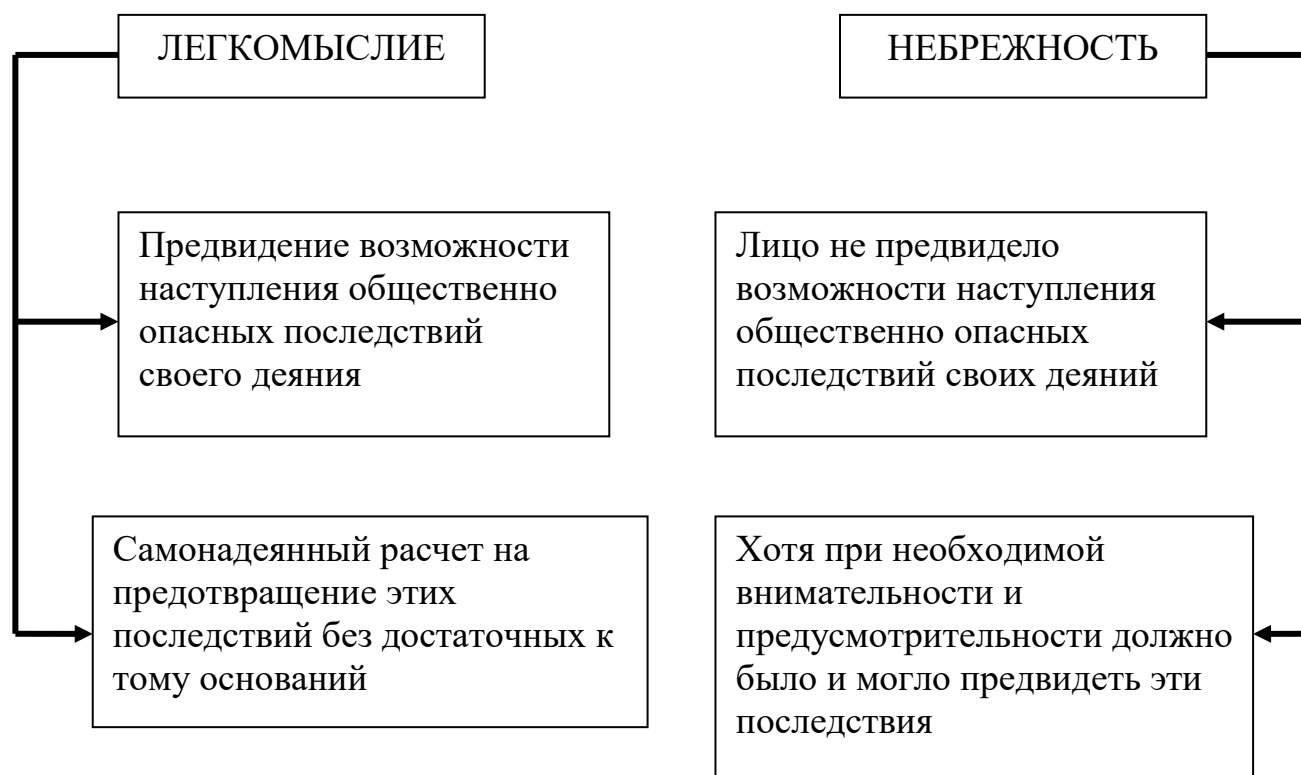 ЛЕГКОМЫСЛИЕ
НЕБРЕЖНОСТЬ
Предвидение возможности
наступления общественно
опасных последствий
своего деяния
Лицо не предвидело
возможности наступления
общественно опасных
последствий своих деяний
Самонадеянный расчет на
предотвращение этих
последствий без достаточных к
тому оснований
Хотя при необходимой
внимательности и
предусмотрительности должно
было и могло предвидеть эти
последствия